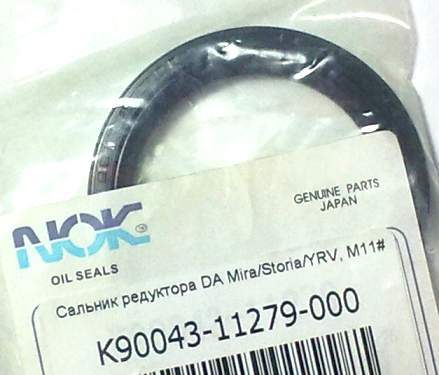 NOK
OIL SEALS
GENUINE PARTS
JAPAN
Сальник редуктора DA Mira/Storia/YRV, M11#
K90043-11279-000